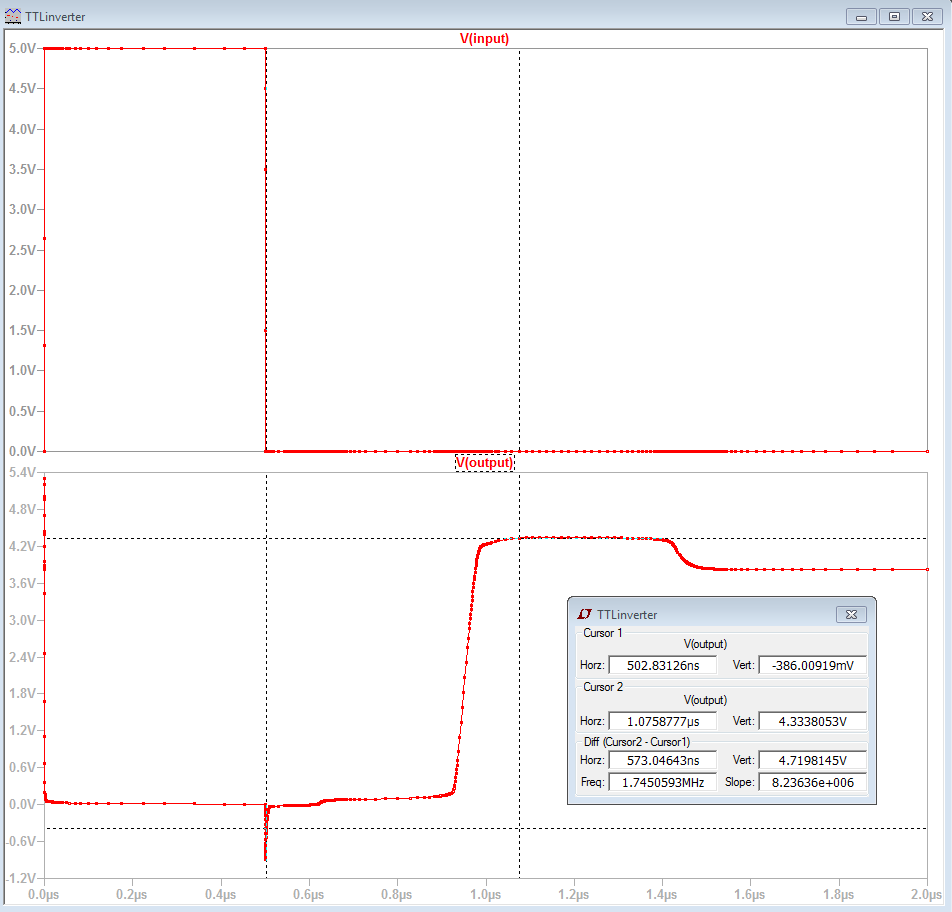 TTLinverter
V(input)
5.0V
4.5V
4.0V
3.5V
3.0V
2.5V
2.0V
1.5V
1.0V
0.5V
0.0V
V(output)
5.4V
4.8V
4.2V
3.6V
3.0V
2.4V
1.8V
1.2V
0.6V
0.0V
-0.6V
-1.2V
0.0µs 0.2µs 0.4µs 0.6µs 0.8µs 1.0µs 1.2µs 1.4µs 1.6µs 1.8µs 2.0µs
TTLinverter
Cursor 1
V(output)
Horz: 502.83126ns Vert: -386.00919mV
Cursor 2
V(output)
Horz: 1.0758777µs Vert: 4.3338053V
Diff (Cursor2 - Cursor1)
Horz: 573.04643ns Vert: 4.7198145V
Freq: 1.7450593MHz Slope: 8.23636e+006